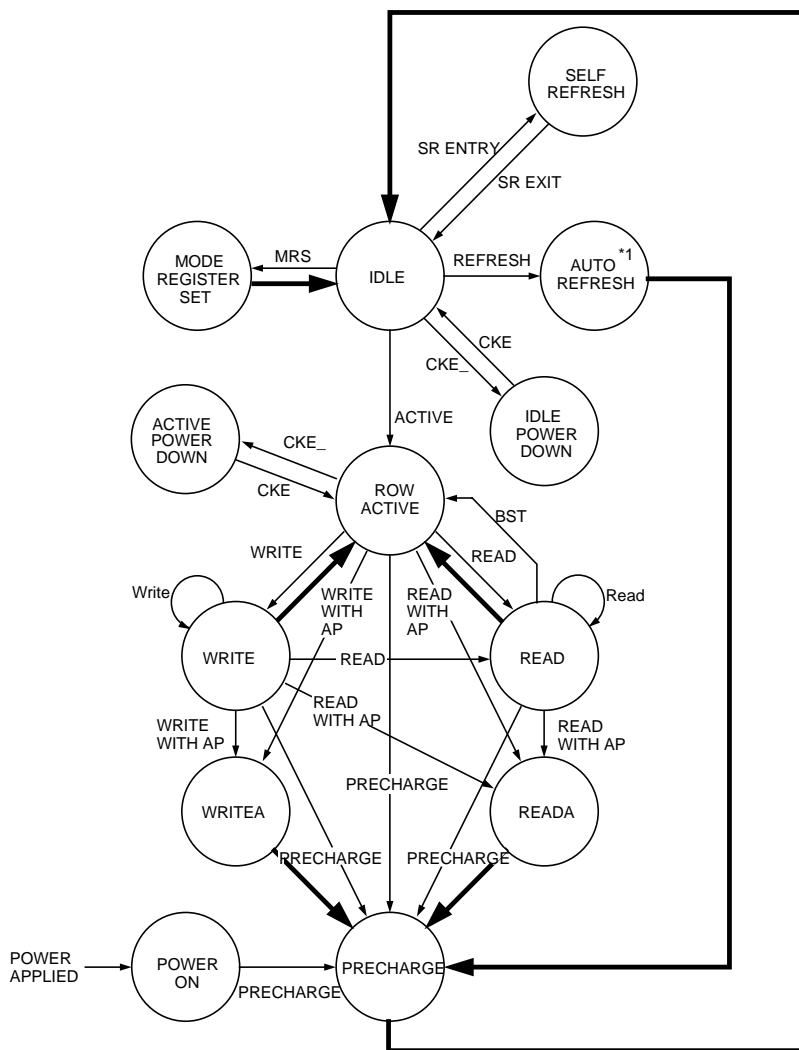 SELF
REFRESH
SR ENTRY
SR EXIT
MODE
REGISTER
SET
MRS
IDLE
REFRESH
AUTO
REFRESH
*1
CKE
CKE_
IDLE
POWER
DOWN
ACTIVE
ACTIVE
POWER
DOWN
CKE_
CKE
ROW
ACTIVE
BST
WRITE
READ
Write
WRITE
WITH
AP
READ
WITH
AP
Read
WRITE
READ
READ
WRITE
WITH AP
READ
WITH AP
READ
WITH AP
WRITEA
PRECHARGE
READA
PRECHARGE
PRECHARGE
POWER
APPLIED
POWER
ON
PRECHARGE
PRECHARGE